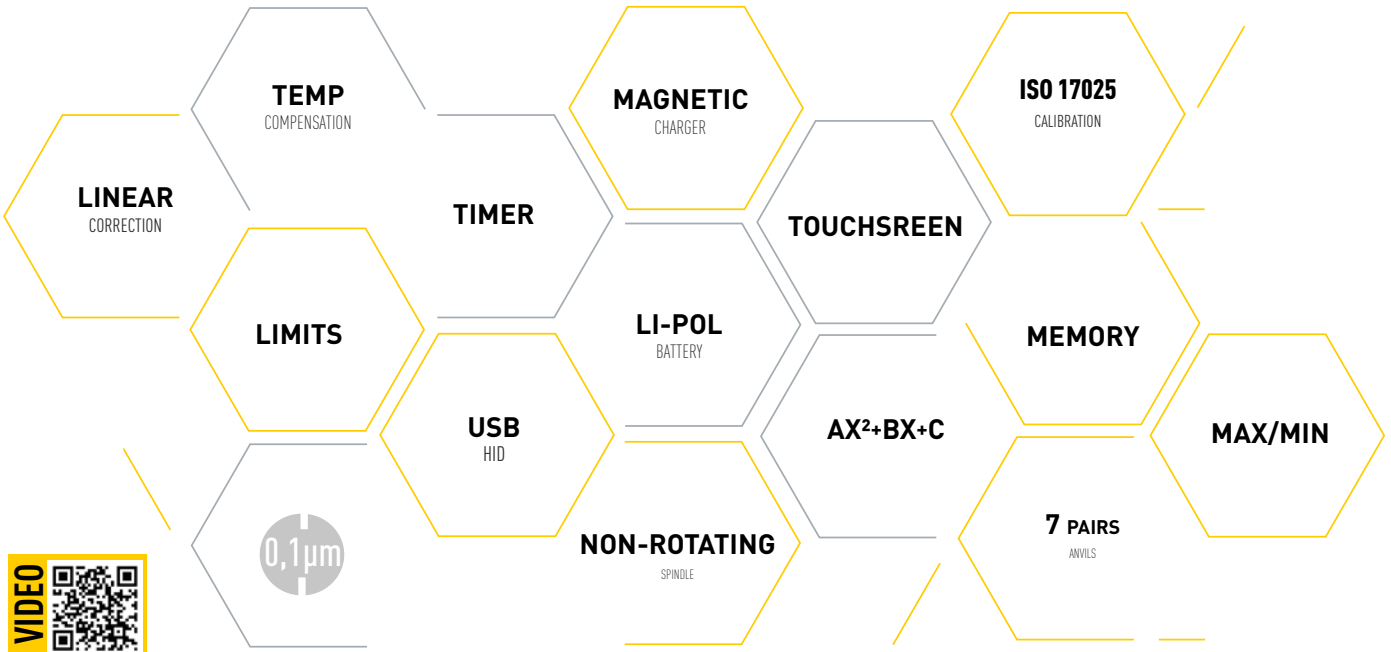 TEMP
COMPENSATION
MAGNETIC
CHARGER
ISO 17025
CALIBRATION
LINEAR
CORRECTION
TIMER
TOUCHSREEN
LIMITS
LI-POL
BATTERY
MEMORY
USB
HID
AX²+BX+C
MAX/MIN
0,1µm
NON-ROTATING
SPINDLE
7 PAIRS
ANVILS
VIDEO